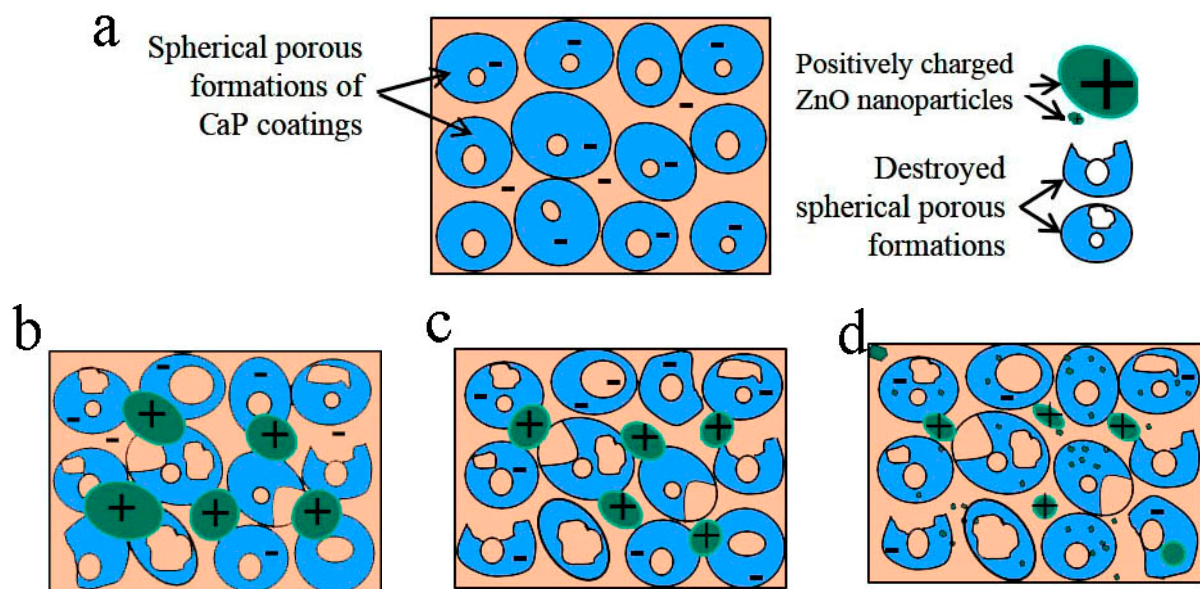 a
Spherical porous
formations of
CaP coatings
Positively charged
ZnO nanoparticles
Destroyed
spherical porous
formations
b
c
d